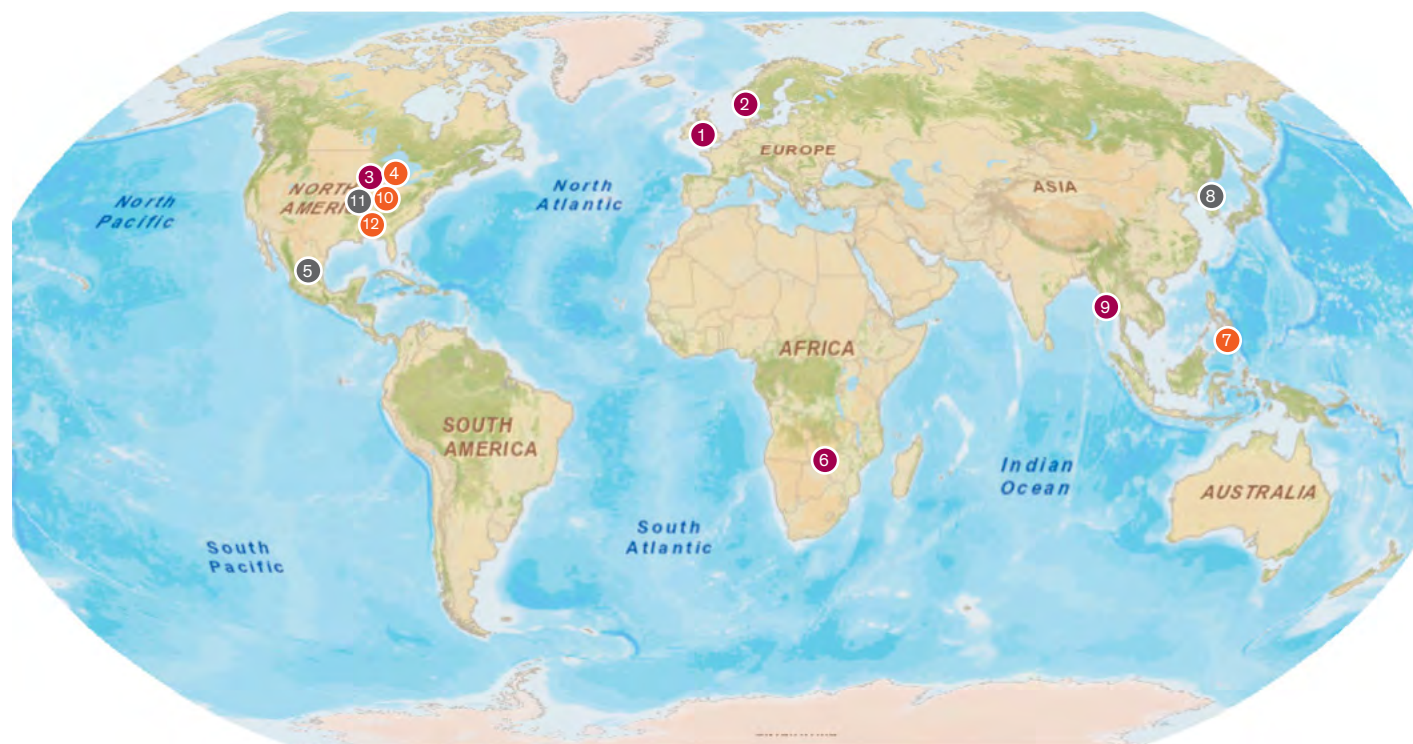 2
1
EUROPE
4
3
NORTH
AMERI
North
Atlantic
ASIA
8
North
Pacific
11
10
12
5
9
7
AFRICA
SOUTH
AMERICA
6
Indian
Ocean
AUSTRALIA
South
Atlantic
South
Pacific